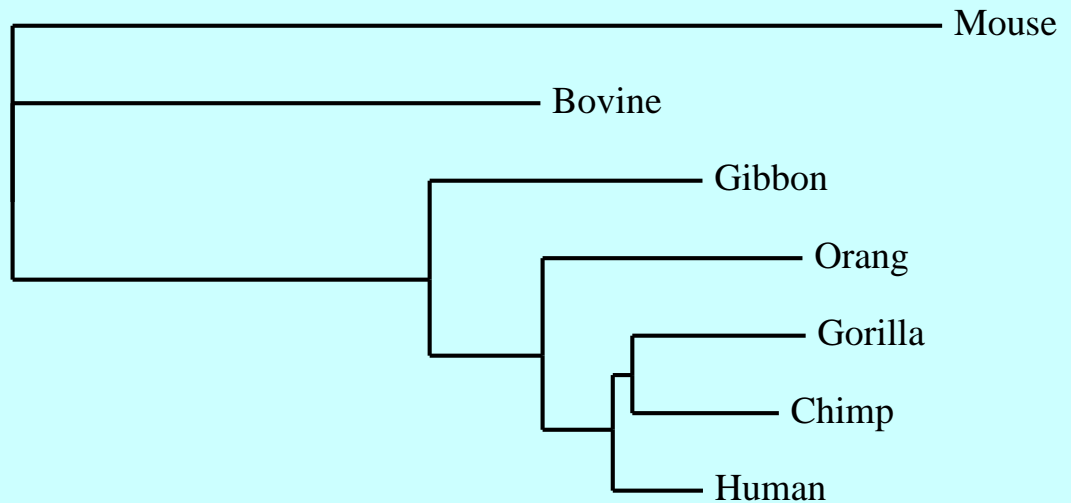 Mouse
Bovine
Gibbon
Orang
Gorilla
Chimp
Human